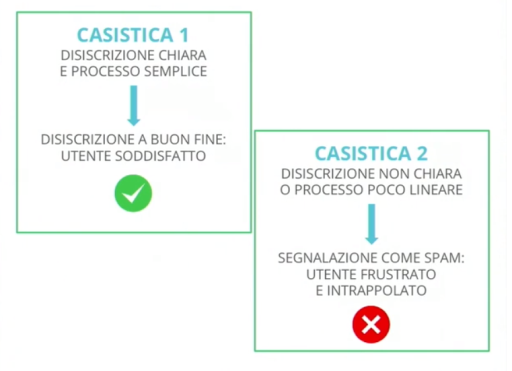 CASISTICA 1
DISISCRIZIONE CHIARA
E PROCESSO SEMPLICE
DISISCRIZIONE A BUON FINE:
UTENTE SODDISFATTO
CASISTICA 2
DISISCRIZIONE NON CHIARA
O PROCESSO POCO LINEARE
SEGNALAZIONE COME SPAM:
UTENTE FRUSTRATO
E INTRAPPOLATO